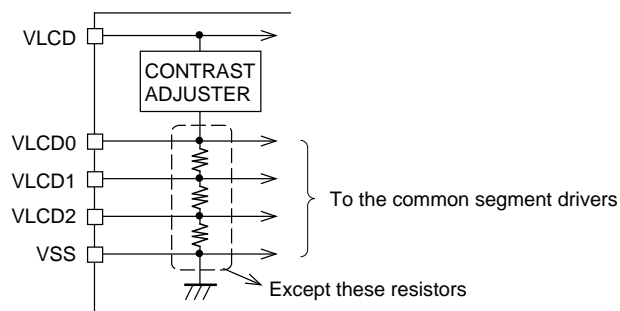 VLCD
CONTRAST
ADJUSTER
VLCD0
VLCD1
VLCD2
VSS
To the common segment drivers
Except these resistors